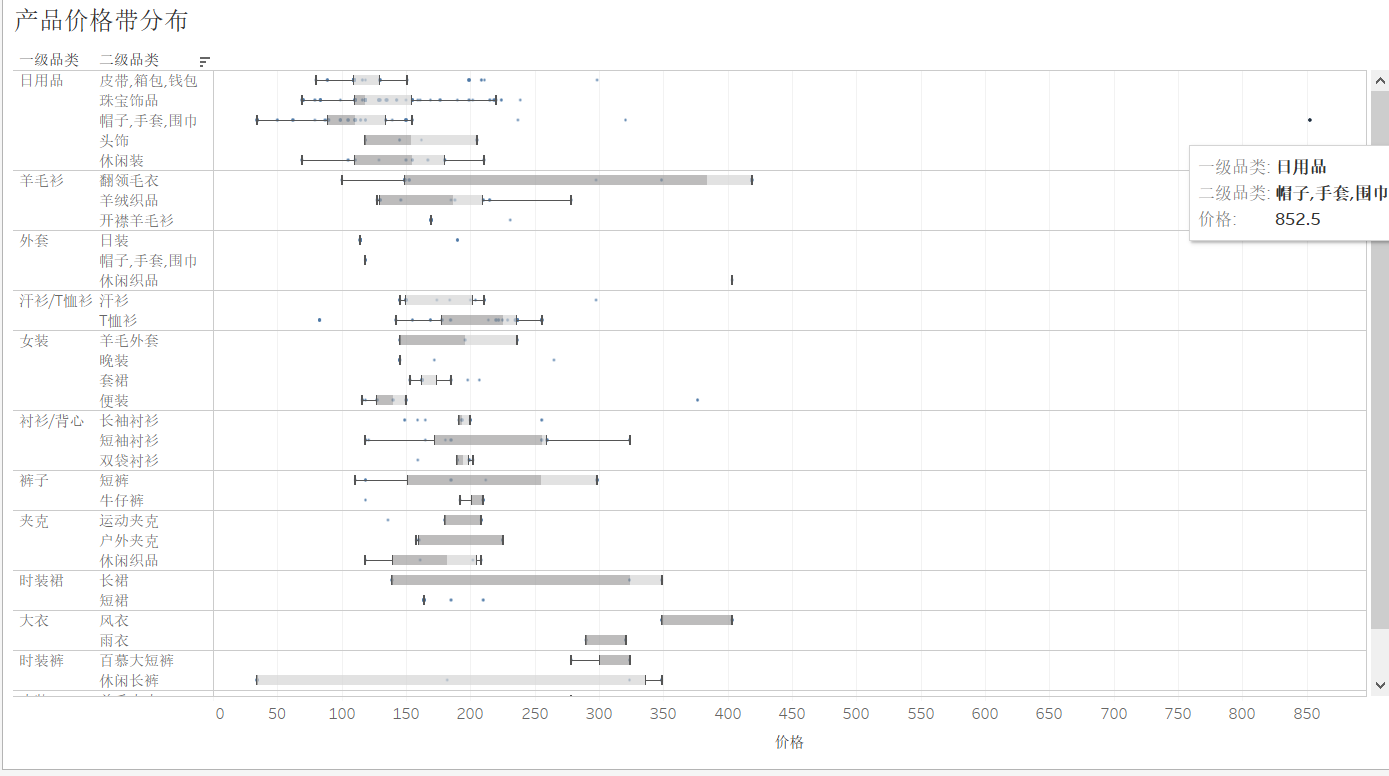 产品价格带分布
一级品类 二级品类
日用品 皮带,箱包,钱包
珠宝饰品
帽子,手套,围巾
头饰
休闲装
羊毛衫 翻领毛衣
羊绒织品
开襟羊毛衫
外套 日装
帽子,手套,围巾
休闲织品
汗衫/T恤衫 汗衫
T恤衫
女装 羊毛外套
晚装
套裙
便装
衬衫/背心 长袖衬衫
短袖衬衫
双袋衬衫
裤子 短裤
牛仔裤
夹克 运动夹克
户外夹克
休闲织品
时装裙 长裙
短裙
大衣 风衣
雨衣
时装裤 百慕大短裤
休闲长裤
一级品类: 日用品
二级品类: 帽子,手套,围巾
价格: 852.5
0 50 100 150 200 250 300 350 400 450 500 550 600 650 700 750 800 850
价格